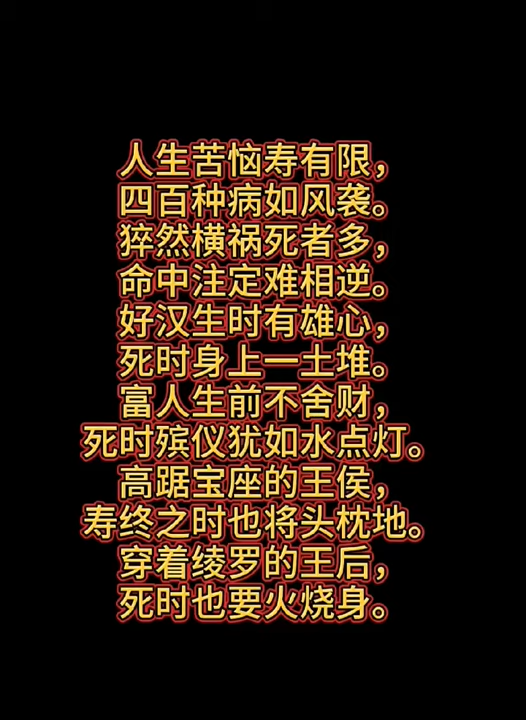 人生苦恼寿有限，
四百种病如风袭。
猝然横祸死者多，
命中注定难相逆。
好汉生时有雄心，
死时身上一土堆。
富人生前不舍财，
死时殡仪犹如水点灯。
高踞宝座的王侯，
寿终之时也将头枕地。
穿着绫罗的王后，
死时也要火烧身。